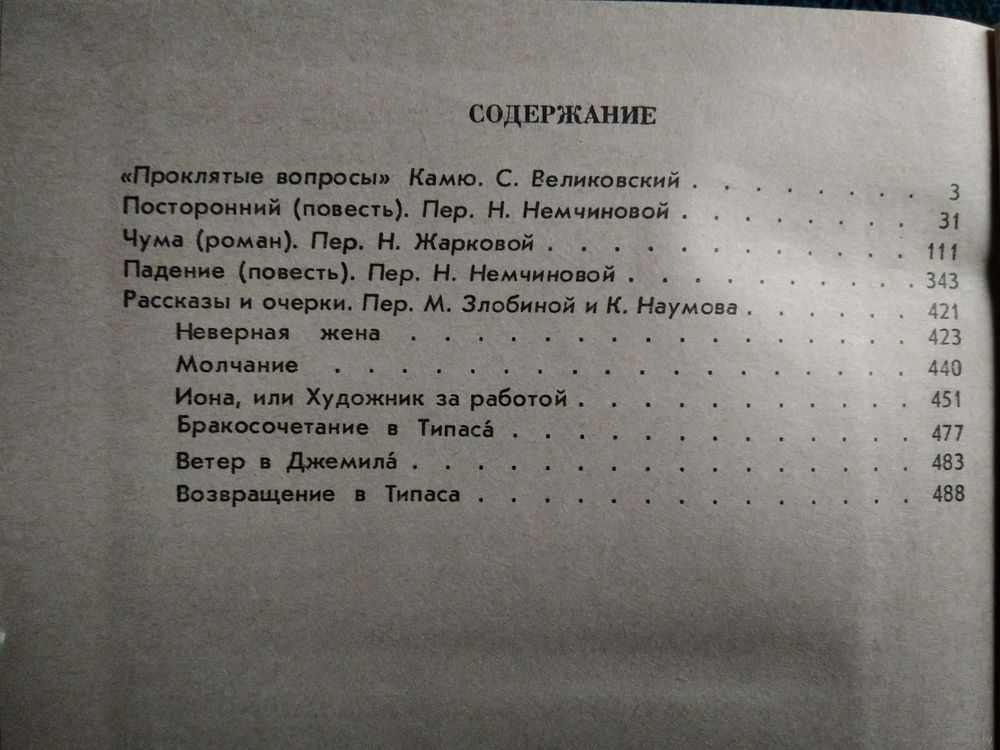 СОДЕРЖАНИЕ
«Проклятые вопросы» Камю. С. Великовский . . . . . . . . 3
Посторонний (повесть). Пер. Н. Немчиновой . . . . . . . . 31
Чума (роман). Пер. Н. Жарковой . . . . . . . . . . . . 111
Падение (повесть). Пер. Н. Немчиновой . . . . . . . . . . 343
Рассказы и очерки. Пер. М. Злобиной и К. Наумова . . . . . . 421
Неверная жена . . . . . . . . . . . . . . . . . 423
Молчание . . . . . . . . . . . . . . . . . . . 440
Иона, или Художник за работой . . . . . . . . . . . 451
Бракосочетание в Типаса́ . . . . . . . . . . . . . 477
Ветер в Джемила́ . . . . . . . . . . . . . . . . . 483
Возвращение в Типаса . . . . . . . . . . . . . . 488